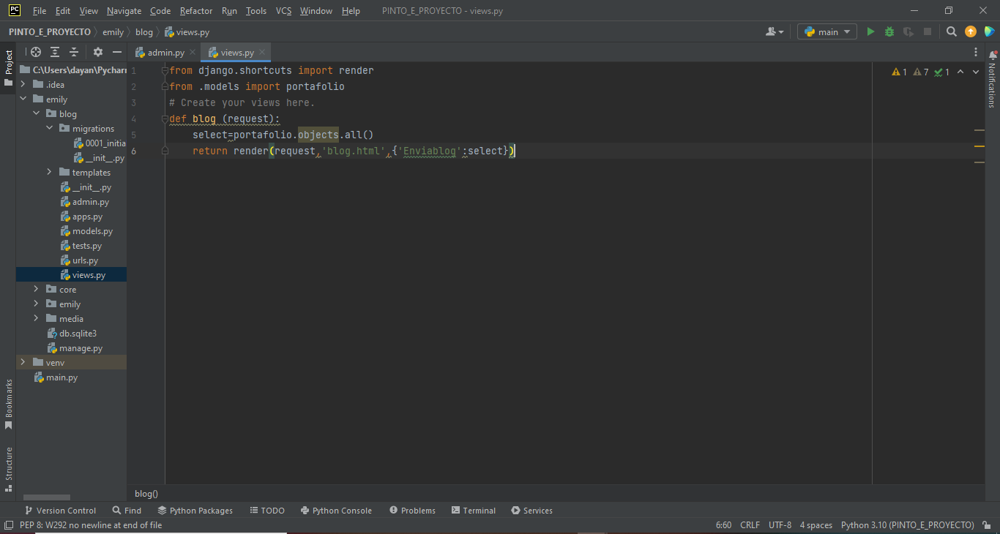 PC File Edit View Navigate Code Refactor Run Tools VCS Window Help PINTO_E_PROYECTO - views.py
PINTO_E_PROYECTO emily blog views.py main
Project
admin.py views.py
C:\Users\dayan\Pycharr
.idea
emily
blog
migrations
0001_initia
__init__.py
templates
__init__.py
admin.py
apps.py
models.py
tests.py
urls.py
views.py
core
emily
media
db.sqlite3
manage.py
venv
main.py
1 from django.shortcuts import render
2 from .models import portafolio
3 # Create your views here.
4 def blog (request):
5 select=portafolio.objects.all()
6 return render(request,'blog.html',{'Enviablog':select})
1 7 1
Notifications
Bookmarks
Structure
blog()
Version Control Find Python Packages TODO Python Console Problems Terminal Services
PEP 8: W292 no newline at end of file 6:60 CRLF UTF-8 4 spaces Python 3.10 (PINTO_E_PROYECTO)